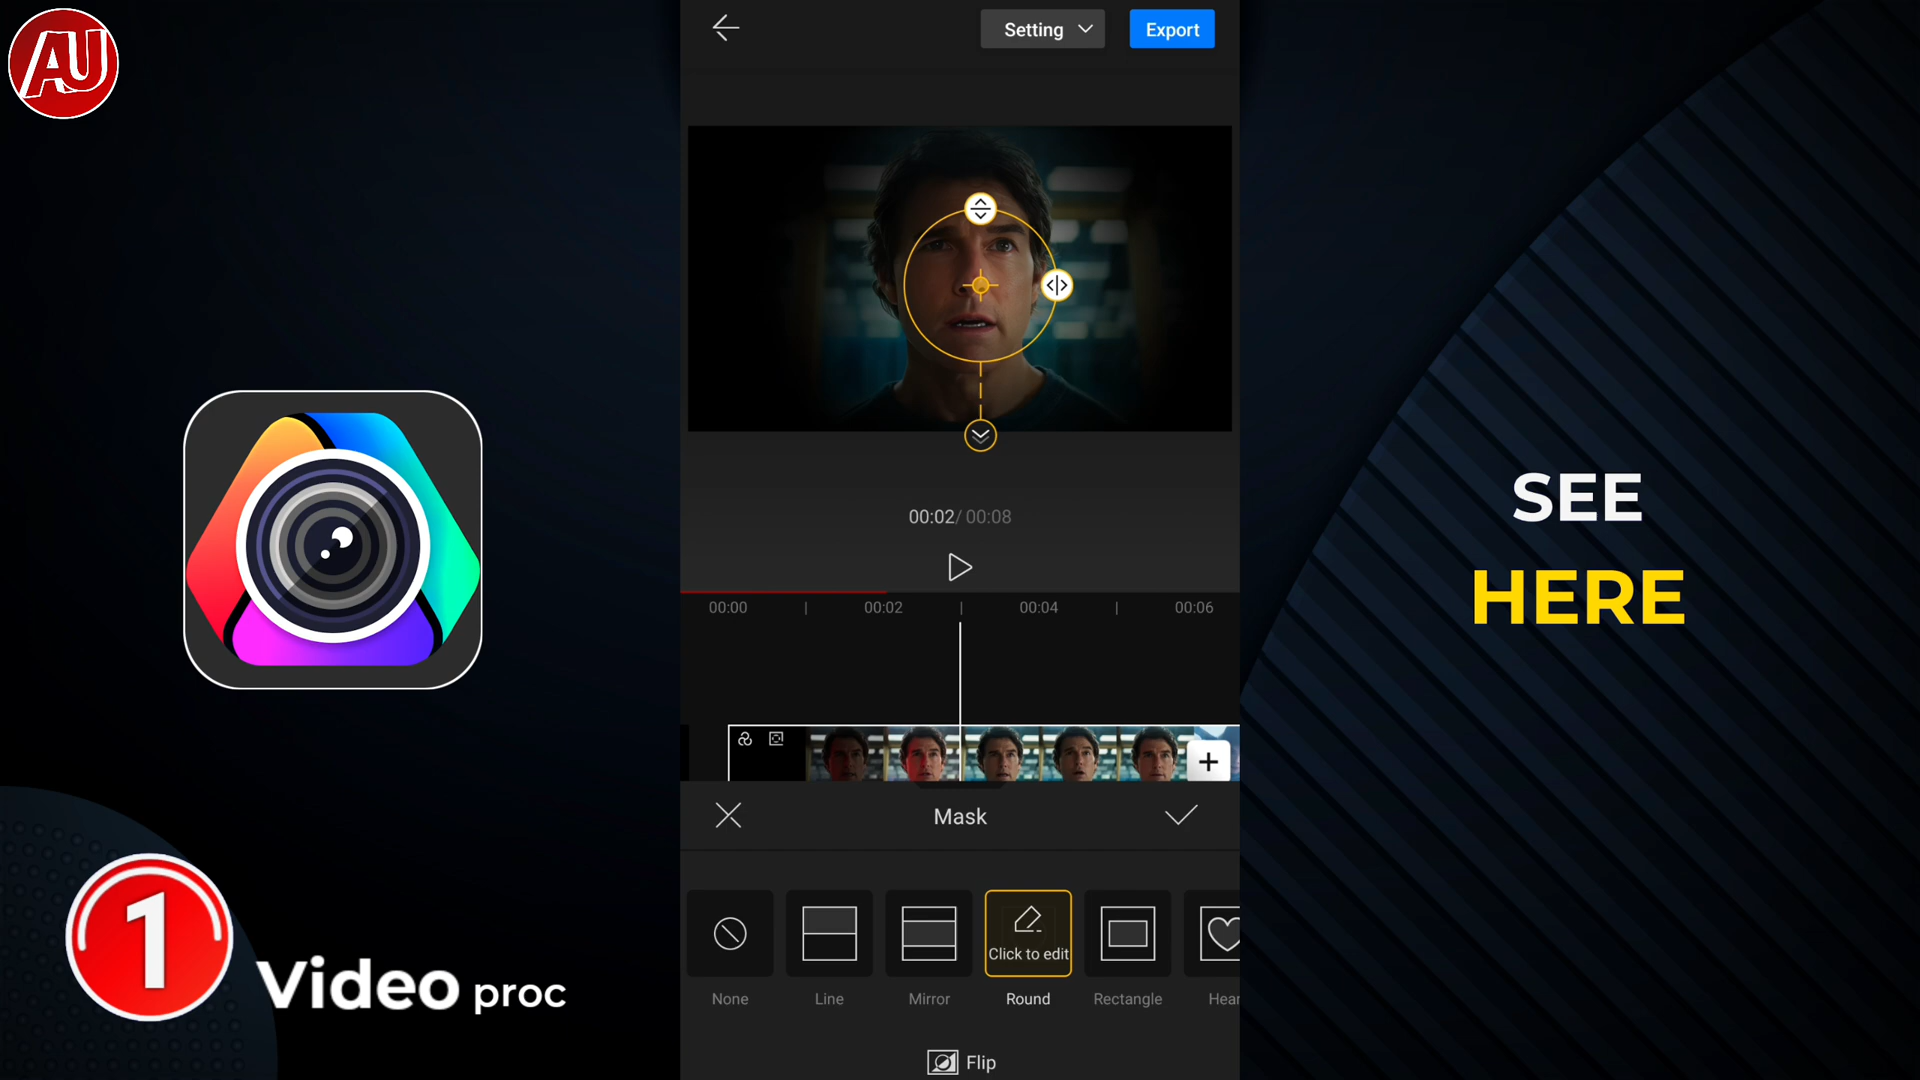 AU
Setting
Export
00:02/ 00:08
00:00
00:02
00:04
00:06
Mask
Click to edit
None
Line
Mirror
Round
Rectangle
Hear
Flip
SEE
HERE
1
Video proc